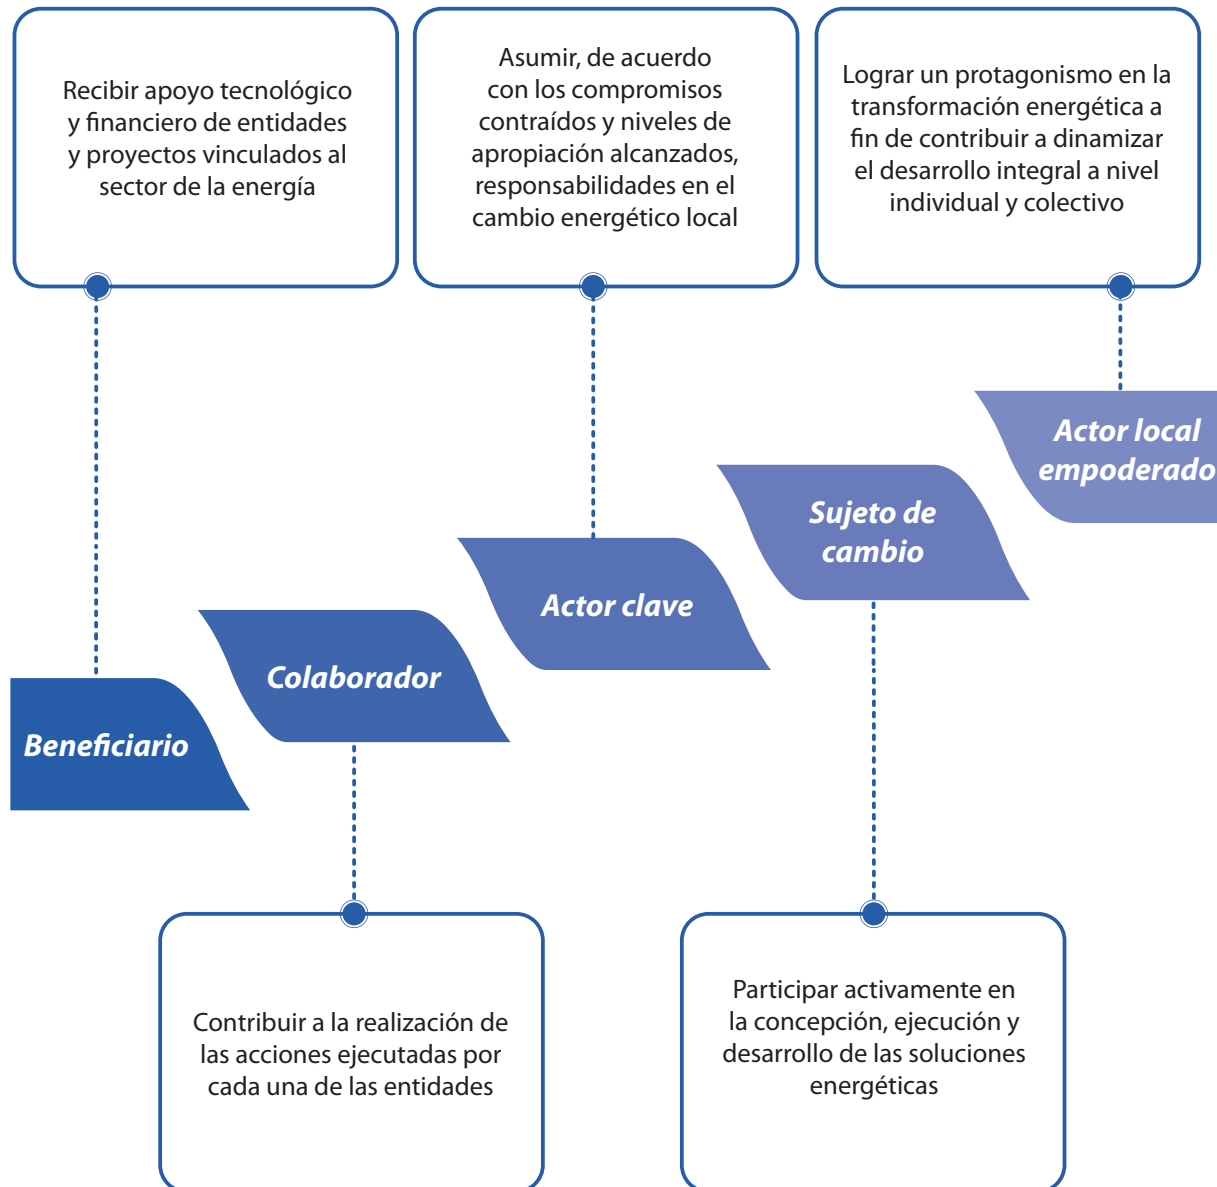 Recibir apoyo tecnológico
y financiero de entidades
y proyectos vinculados al
sector de la energía
Asumir, de acuerdo
con los compromisos
contraídos y niveles de
apropiación alcanzados,
responsabilidades en el
cambio energético local
Lograr un protagonismo en la
transformación energética a
fin de contribuir a dinamizar
el desarrollo integral a nivel
individual y colectivo
Actor local
empoderado
Sujeto de
cambio
Actor clave
Colaborador
Beneficiario
Contribuir a la realización de
las acciones ejecutadas por
cada una de las entidades
Participar activamente en
la concepción, ejecución y
desarrollo de las soluciones
energéticas